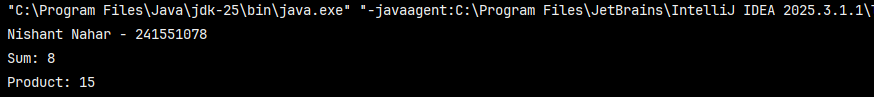 "C:\Program Files\Java\jdk-25\bin\java.exe" "-javaagent:C:\Program Files\JetBrains\IntelliJ IDEA 2025.3.1.1\
Nishant Nahar - 241551078
Sum: 8
Product: 15